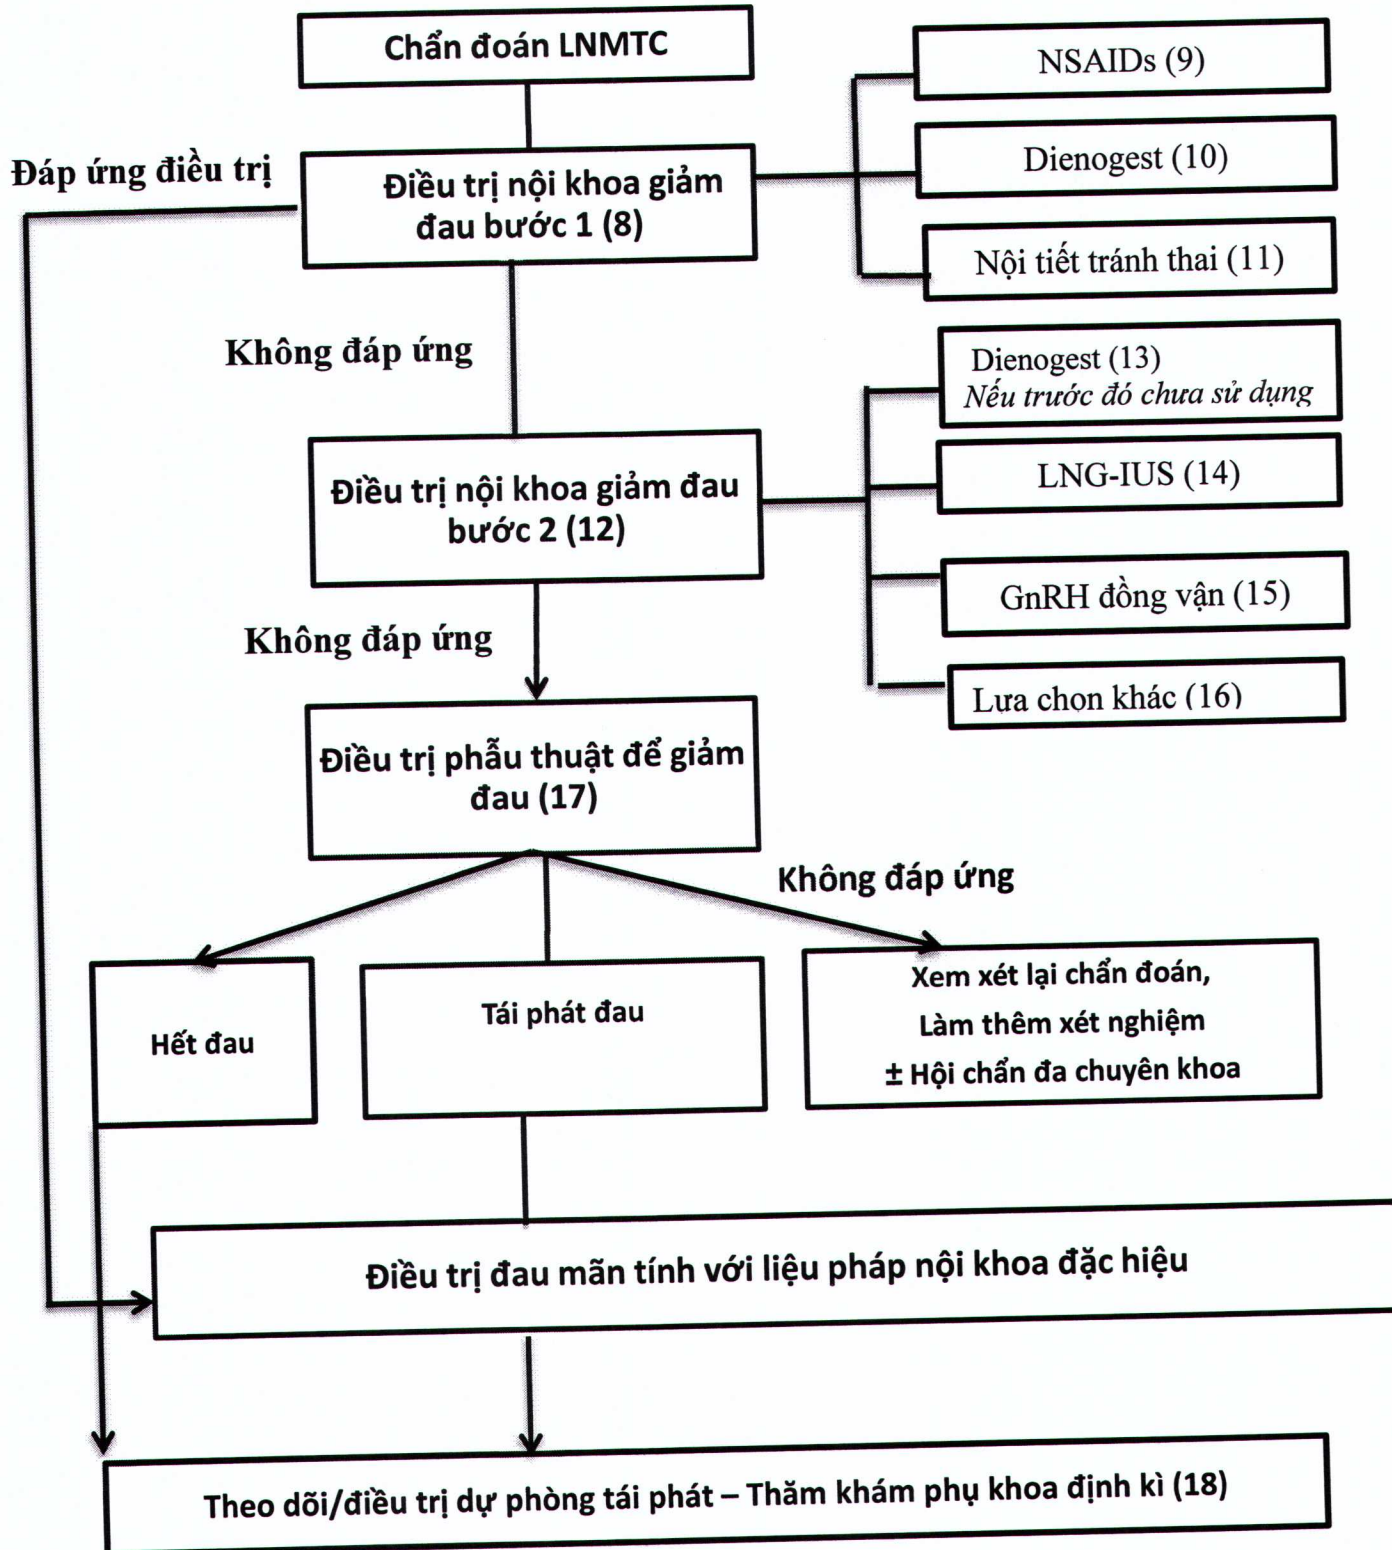 Chẩn đoán LNMTC
NSAIDs (9)
Dienogest (10)
Nội tiết tránh thai (11)
Đáp ứng điều trị
Điều trị nội khoa giảm
đau bước 1 (8)
Không đáp ứng
Dienogest (13)
Nếu trước đó chưa sử dụng
LNG-IUS (14)
GnRH đồng vận (15)
Lựa chọn khác (16)
Điều trị nội khoa giảm đau
bước 2 (12)
Không đáp ứng
Điều trị phẫu thuật để giảm
đau (17)
Không đáp ứng
Hết đau
Tái phát đau
Xem xét lại chẩn đoán,
Làm thêm xét nghiệm
± Hội chẩn đa chuyên khoa
Điều trị đau mãn tính với liệu pháp nội khoa đặc hiệu
Theo dõi/điều trị dự phòng tái phát – Thăm khám phụ khoa định kì (18)